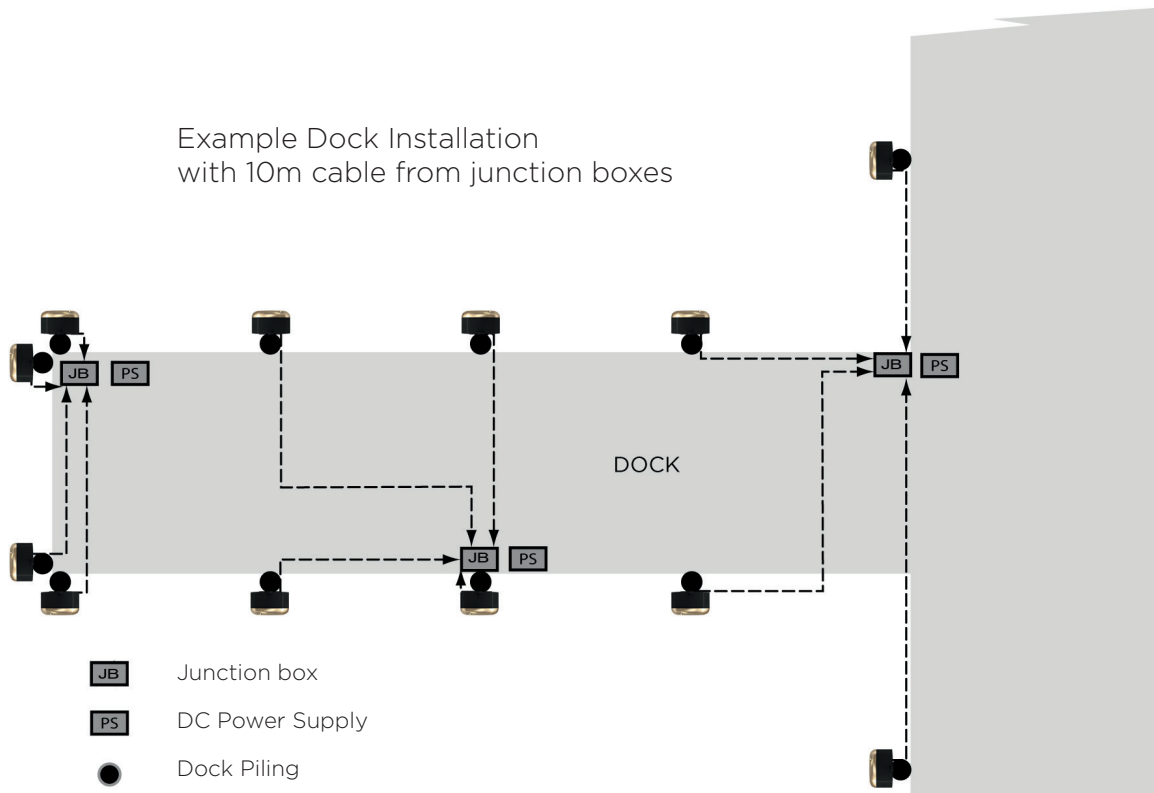 Example Dock Installation
with 10m cable from junction boxes
JB PS
JB PS
DOCK
JB PS
JB Junction box
PS DC Power Supply
Dock Piling